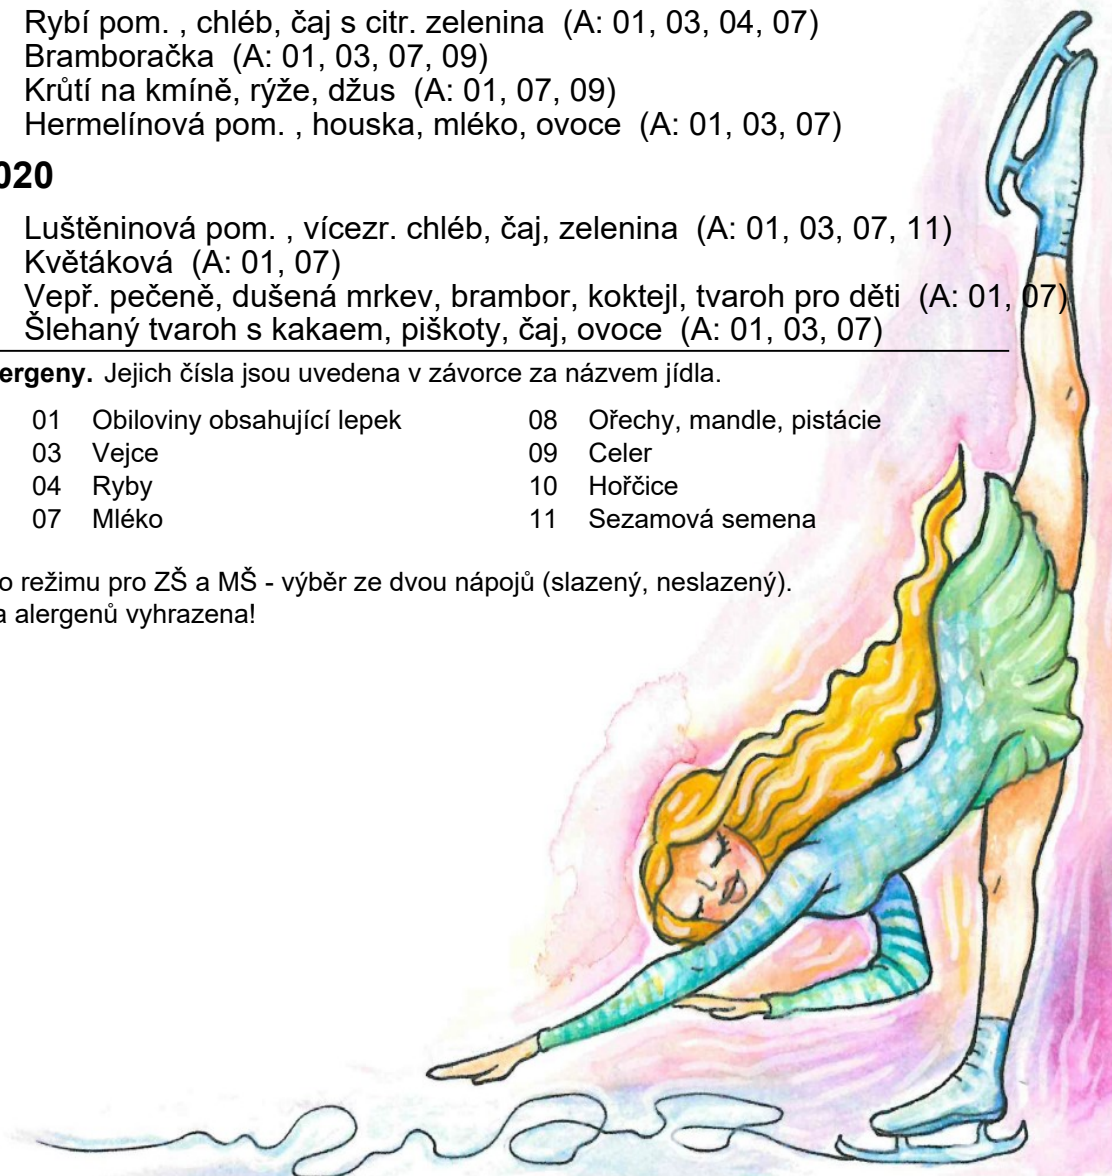 Rybí pom. , chléb, čaj s citr. zelenina (A: 01, 03, 04, 07)
Bramboračka (A: 01, 03, 07, 09)
Krůtí na kmíně, rýže, džus (A: 01, 07, 09)
Hermelínová pom. , houska, mléko, ovoce (A: 01, 03, 07)
020
Luštěninová pom. , vícezr. chléb, čaj, zelenina (A: 01, 03, 07, 11)
Květáková (A: 01, 07)
Vepř. pečeně, dušená mrkev, brambor, koktejl, tvaroh pro děti (A: 01, 07)
Šlehaný tvaroh s kakaem, piškoty, čaj, ovoce (A: 01, 03, 07)
ergeny. Jejich čísla jsou uvedena v závorce za názvem jídla.
01 Obiloviny obsahující lepek 08 Ořechy, mandle, pistácie
03 Vejce 09 Celer
04 Ryby 10 Hořčice
07 Mléko 11 Sezamová semena
o režimu pro ZŠ a MŠ - výběr ze dvou nápojů (slazený, neslazený).
a alergenů vyhrazena!